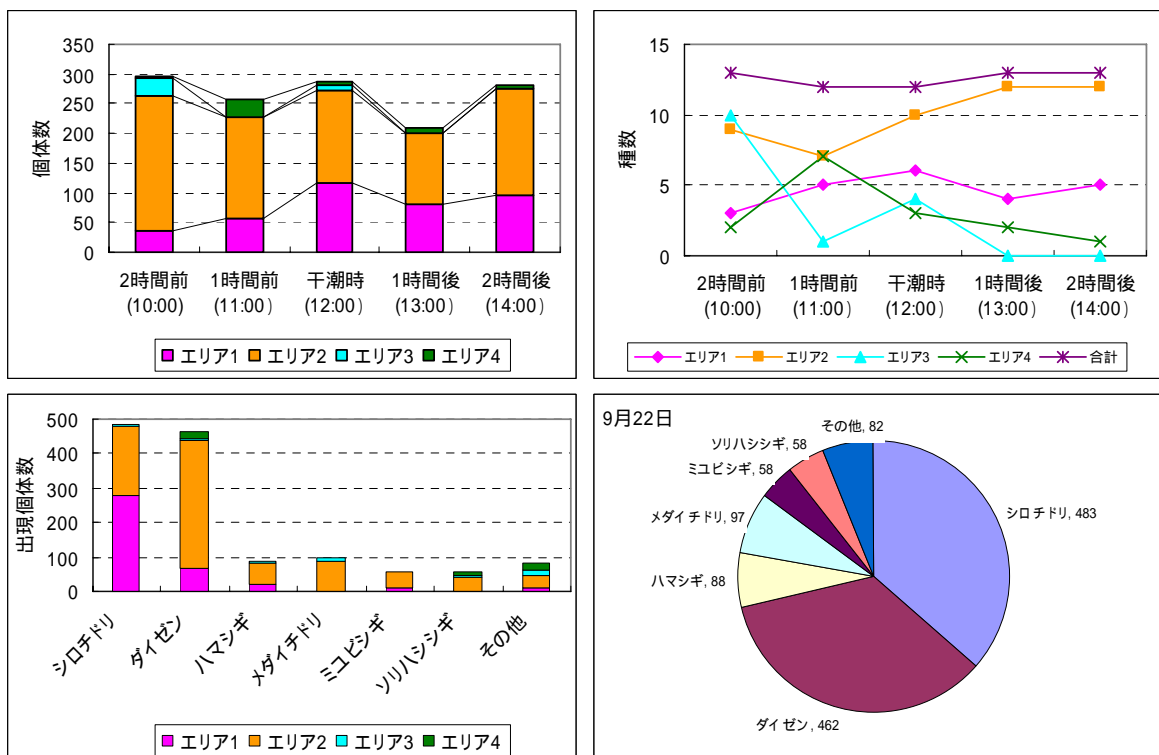 350
300
250
200
150
100
50
0
個体数
2時間前 1時間前 干潮時 1時間後 2時間後
(10:00) (11:00) (12:00) (13:00) (14:00)
エリア1 エリア2 エリア3 エリア4
15
10
5
0
種数
2時間前 1時間前 干潮時 1時間後 2時間後
(10:00) (11:00) (12:00) (13:00) (14:00)
エリア1 エリア2 エリア3 エリア4 合計
500
400
300
200
100
0
出現個体数
シロチドリ ダイゼン ハマシギ メダイチドリ ミユビシギ ソリハシシギ その他
エリア1 エリア2 エリア3 エリア4
9月22日
その他, 82
ソリハシシギ, 58
ミユビシギ, 58
メダイチドリ, 97
シロチドリ, 483
ハマシギ, 88
ダイゼン, 462